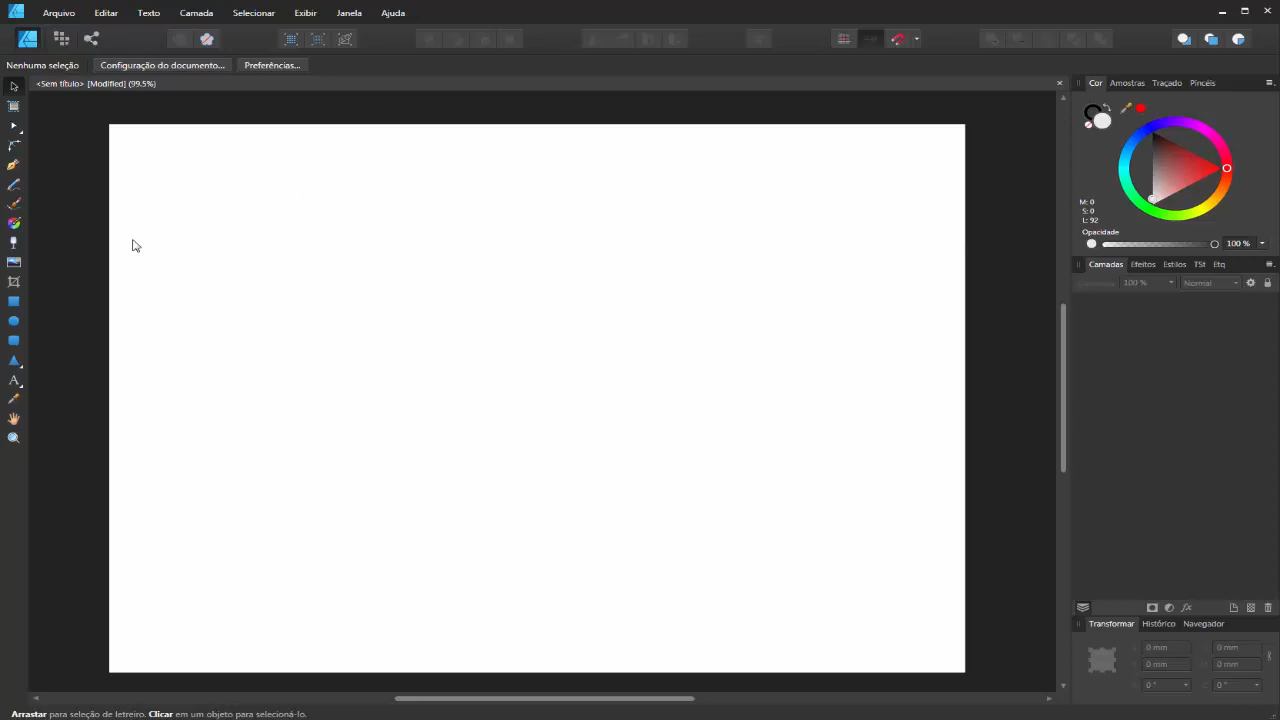 Arquivo Editar Texto Camada Selecionar Exibir Janela Ajuda
Nenhuma seleção Configuração do documento... Preferências...
<Sem título> [Modified] (99.5%)
Cor Amostras Traçado Pincéis
M: 0
S: 0
L: 92
Opacidade
100 %
Camadas Efeitos Estilos TSt Etq
100 % Normal
Transformar Histórico Navegador
0 mm 0 mm
0 mm 0 mm
0 ° 0 °
Arrastar para seleção de letreiro. Clicar em um objeto para selecioná-lo.